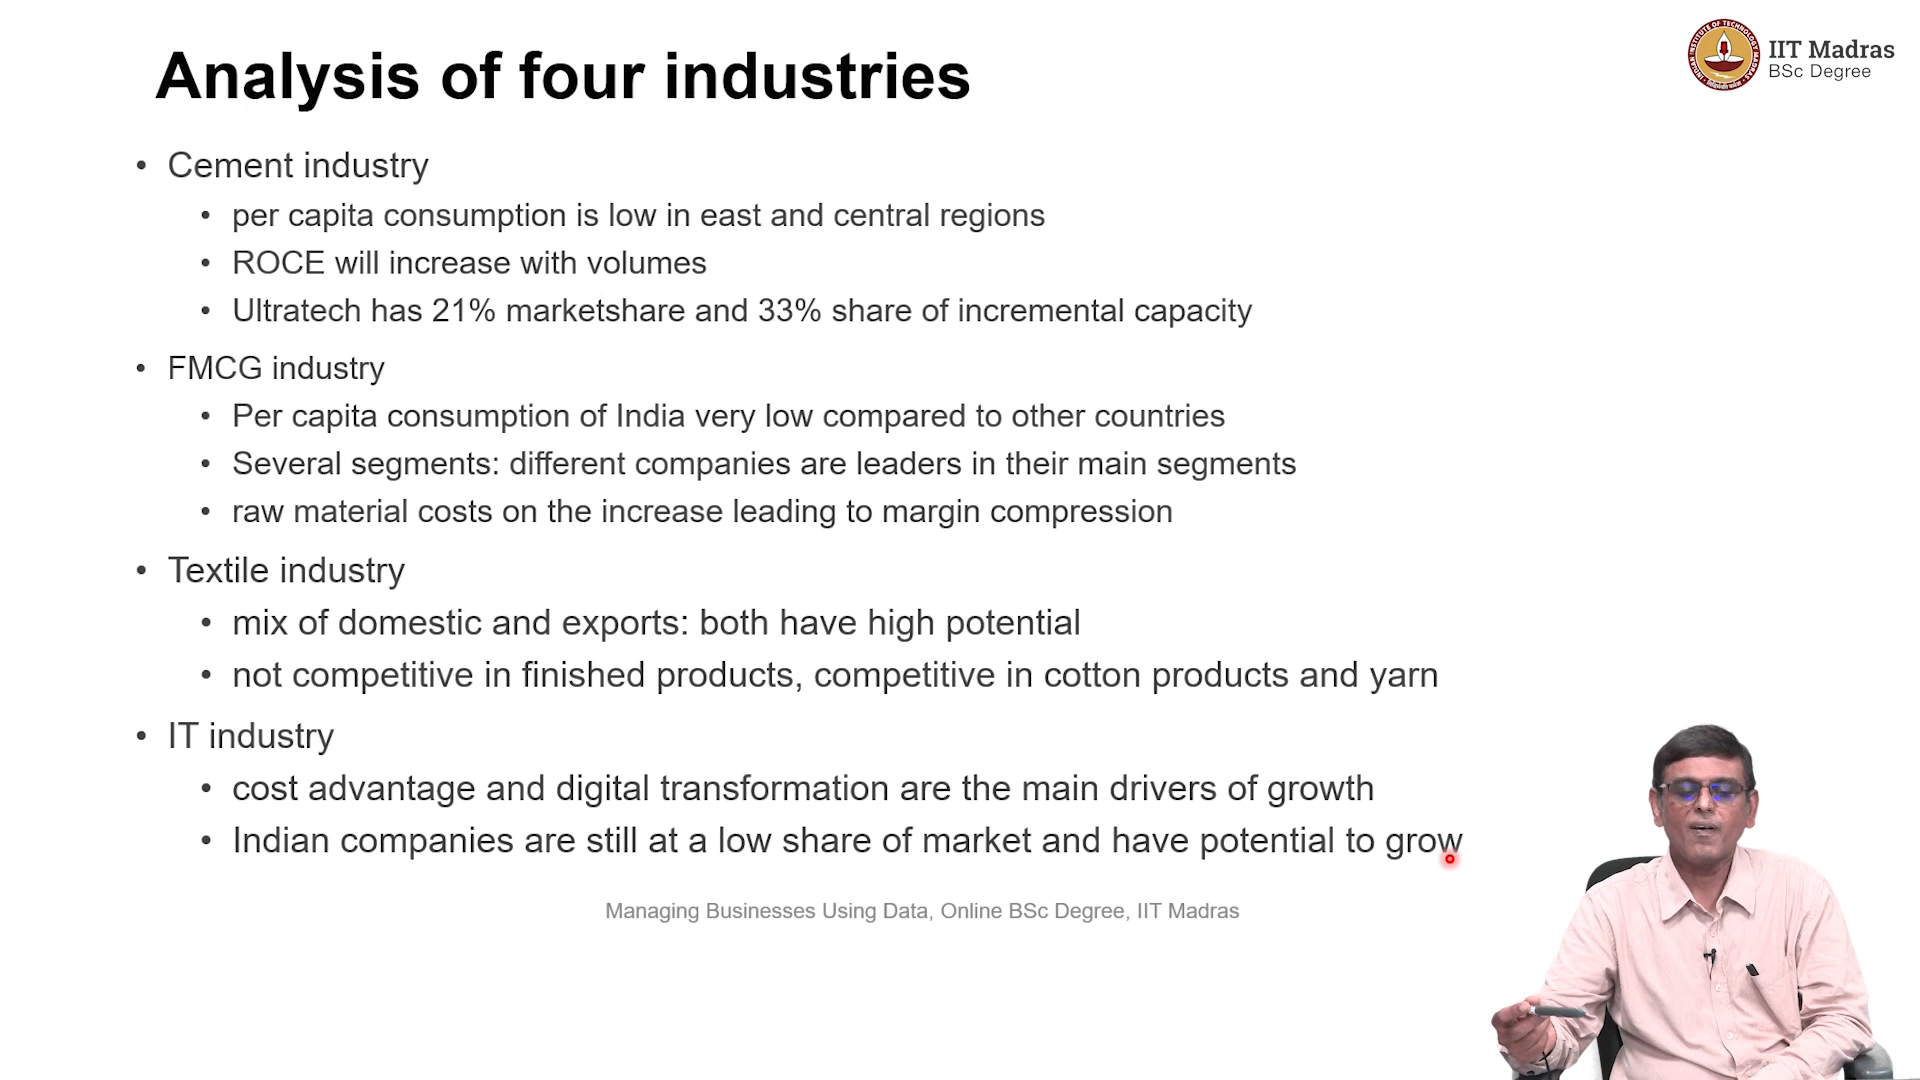 Analysis of four industries
IIT Madras
BSc Degree
• Cement industry
• per capita consumption is low in east and central regions
• ROCE will increase with volumes
• Ultratech has 21% marketshare and 33% share of incremental capacity
• FMCG industry
• Per capita consumption of India very low compared to other countries
• Several segments: different companies are leaders in their main segments
• raw material costs on the increase leading to margin compression
• Textile industry
• mix of domestic and exports: both have high potential
• not competitive in finished products, competitive in cotton products and yarn
• IT industry
• cost advantage and digital transformation are the main drivers of growth
• Indian companies are still at a low share of market and have potential to grow
Managing Businesses Using Data, Online BSc Degree, IIT Madras